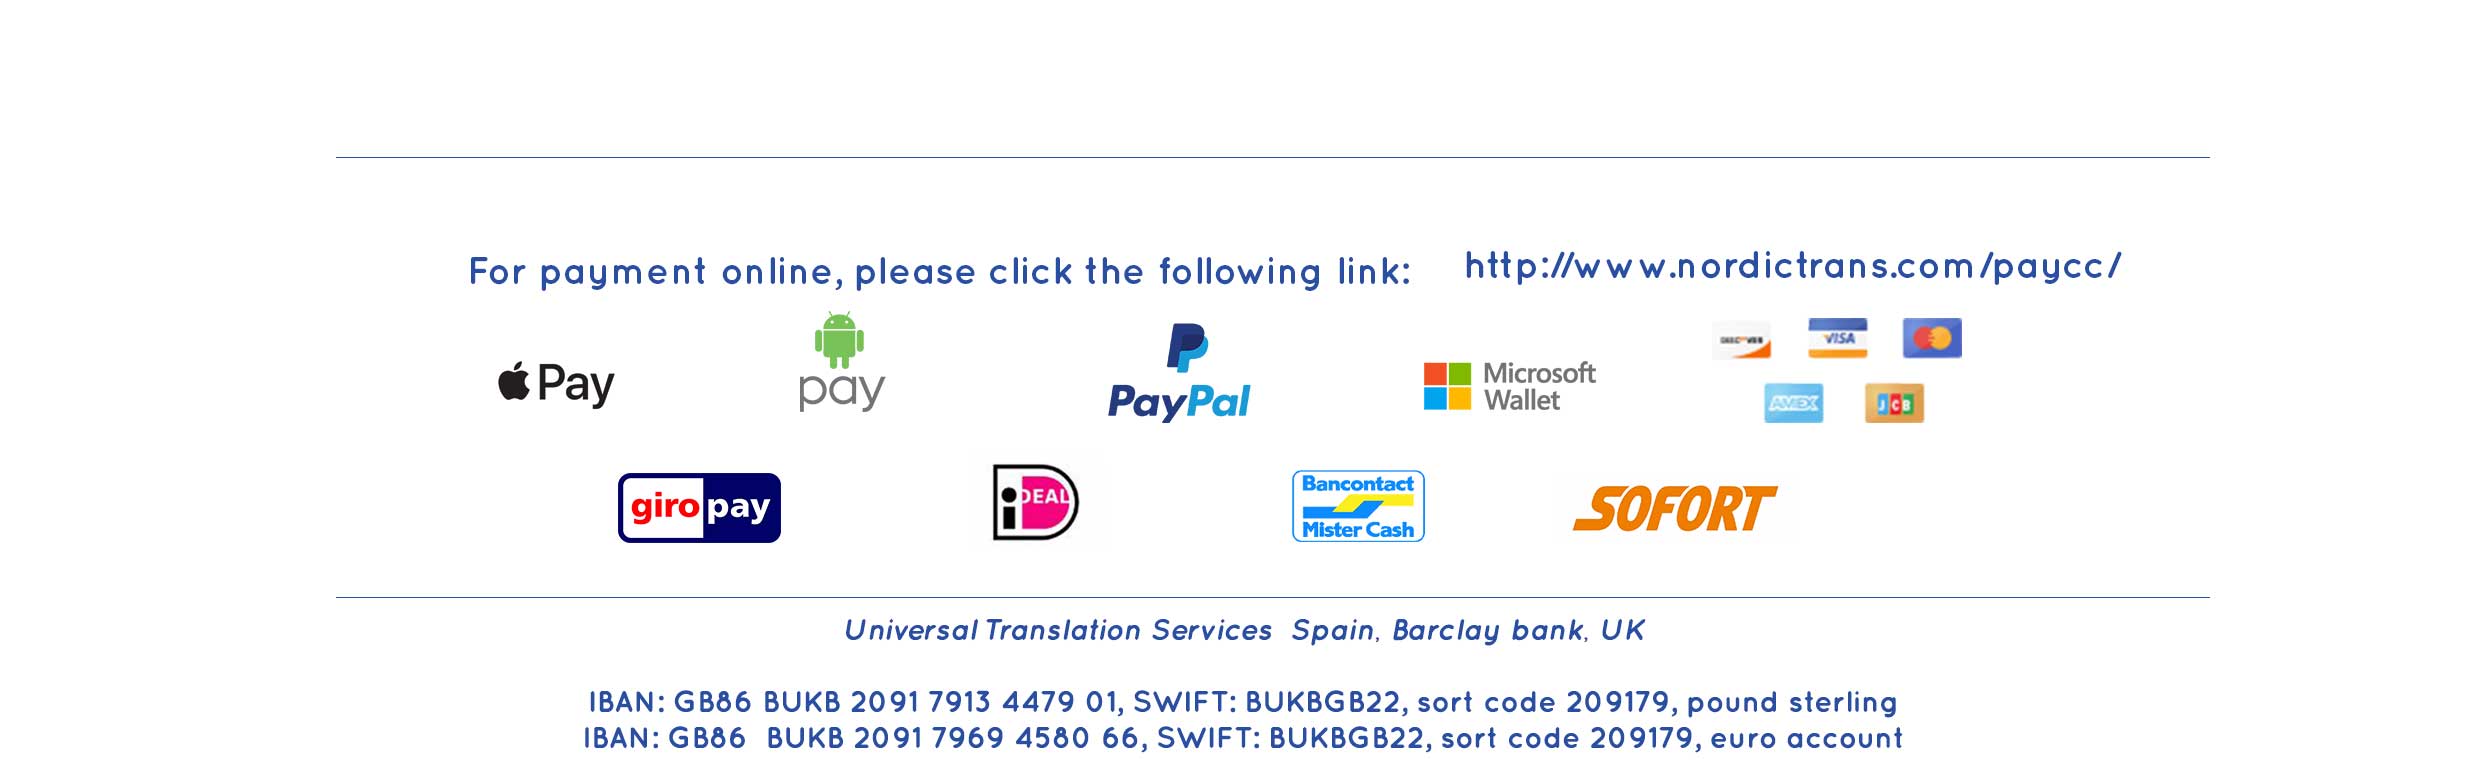 For payment online, please click the following link: http://www.nordictrans.com/paycc/
Pay
pay
PayPal
Microsoft
Wallet
DISCOVER VISA
AMEX JCB
giropay
iDEAL
Bancontact
Mister Cash
SOFORT
Universal Translation Services Spain, Barclay bank, UK
IBAN: GB86 BUKB 2091 7913 4479 01, SWIFT: BUKBGB22, sort code 209179, pound sterling
IBAN: GB86 BUKB 2091 7969 4580 66, SWIFT: BUKBGB22, sort code 209179, euro account